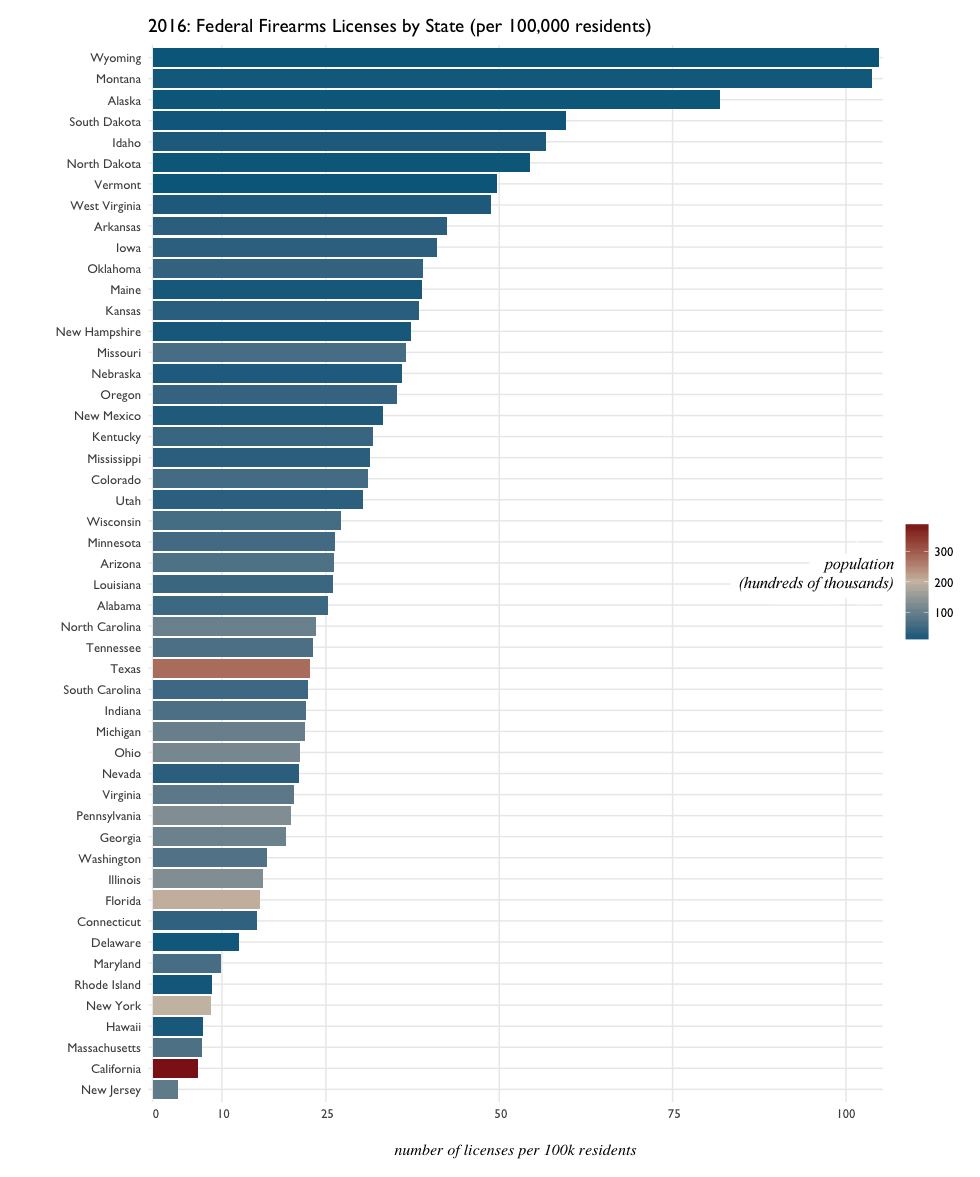 2016: Federal Firearms Licenses by State (per 100,000 residents)
Wyoming
Montana
Alaska
South Dakota
Idaho
North Dakota
Vermont
West Virginia
Arkansas
Iowa
Oklahoma
Maine
Kansas
New Hampshire
Missouri
Nebraska
Oregon
New Mexico
Kentucky
Mississippi
Colorado
Utah
Wisconsin
Minnesota
Arizona
Louisiana
Alabama
North Carolina
Tennessee
Texas
South Carolina
Indiana
Michigan
Ohio
Nevada
Virginia
Pennsylvania
Georgia
Washington
Illinois
Florida
Connecticut
Delaware
Maryland
Rhode Island
New York
Hawaii
Massachusetts
California
New Jersey
0 10 25 50 75 100
number of licenses per 100k residents
population
(hundreds of thousands)
300
200
100